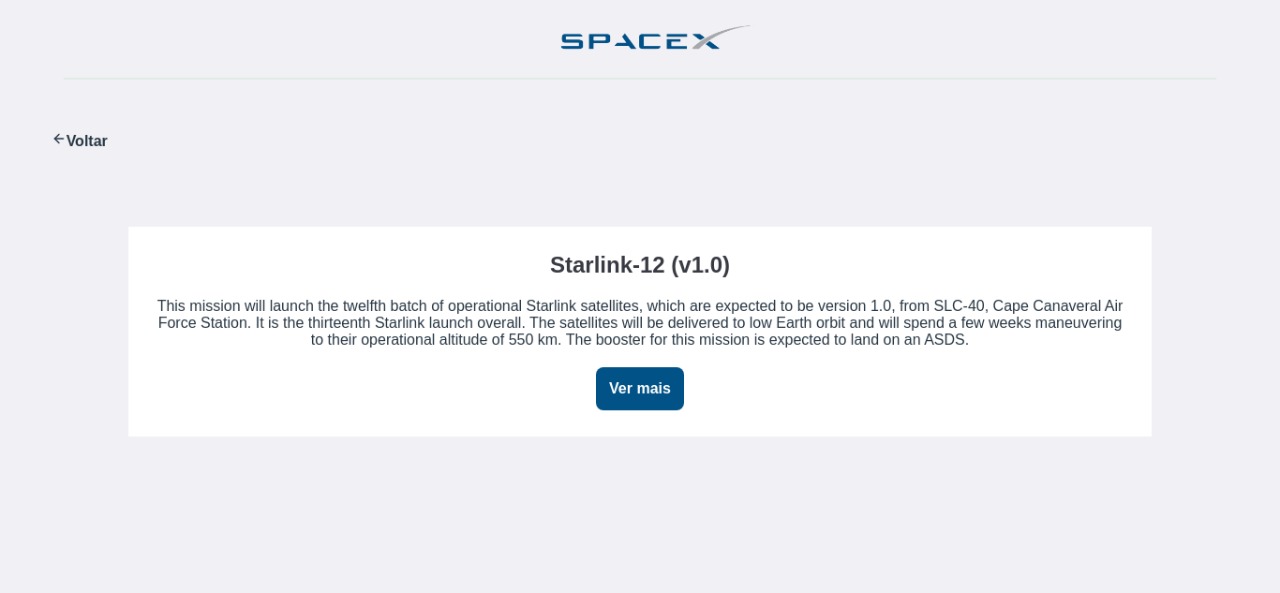 SPACEX
Voltar
Starlink-12 (v1.0)
This mission will launch the twelfth batch of operational Starlink satellites, which are expected to be version 1.0, from SLC-40, Cape Canaveral Air
Force Station. It is the thirteenth Starlink launch overall. The satellites will be delivered to low Earth orbit and will spend a few weeks maneuvering
to their operational altitude of 550 km. The booster for this mission is expected to land on an ASDS.
Ver mais